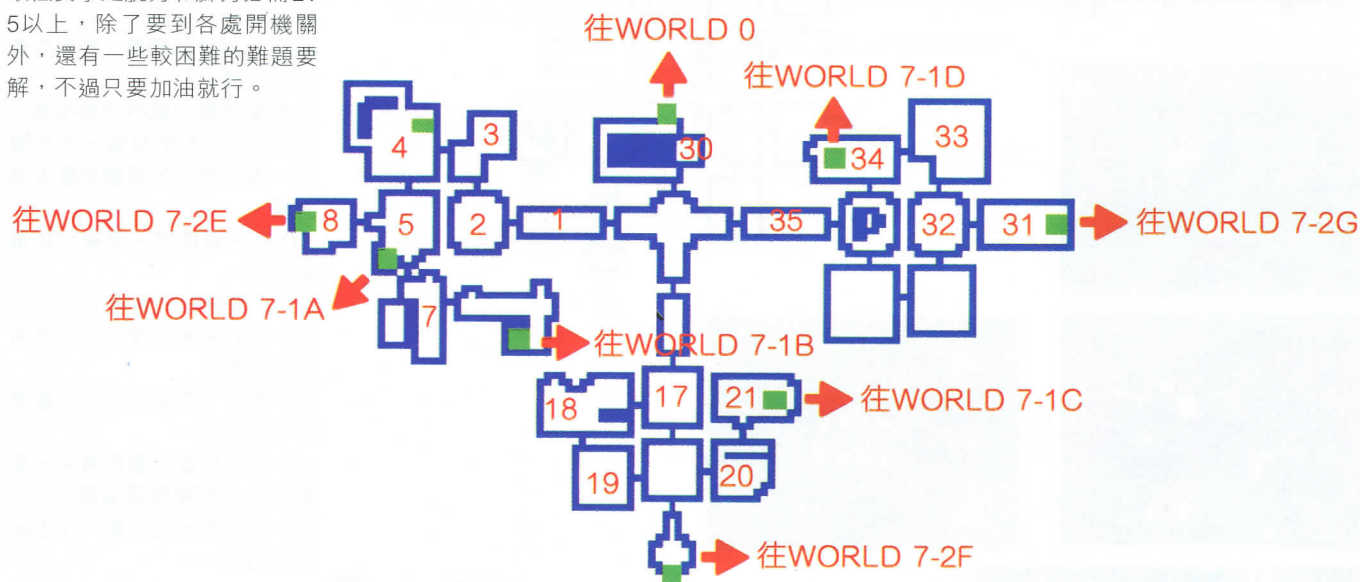 5以上，除了要到各處開機關
外，還有一些較困難的難題要
解，不過只要加油就行。
往WORLD 0
往WORLD 7-1D
3
4
30
34
33
往WORLD 7-2E
8
5
2
1
35
P
32
31
往WORLD 7-2G
往WORLD 7-1A
7
往WORLD 7-1B
18
17
21
往WORLD 7-1C
19
20
往WORLD 7-2F